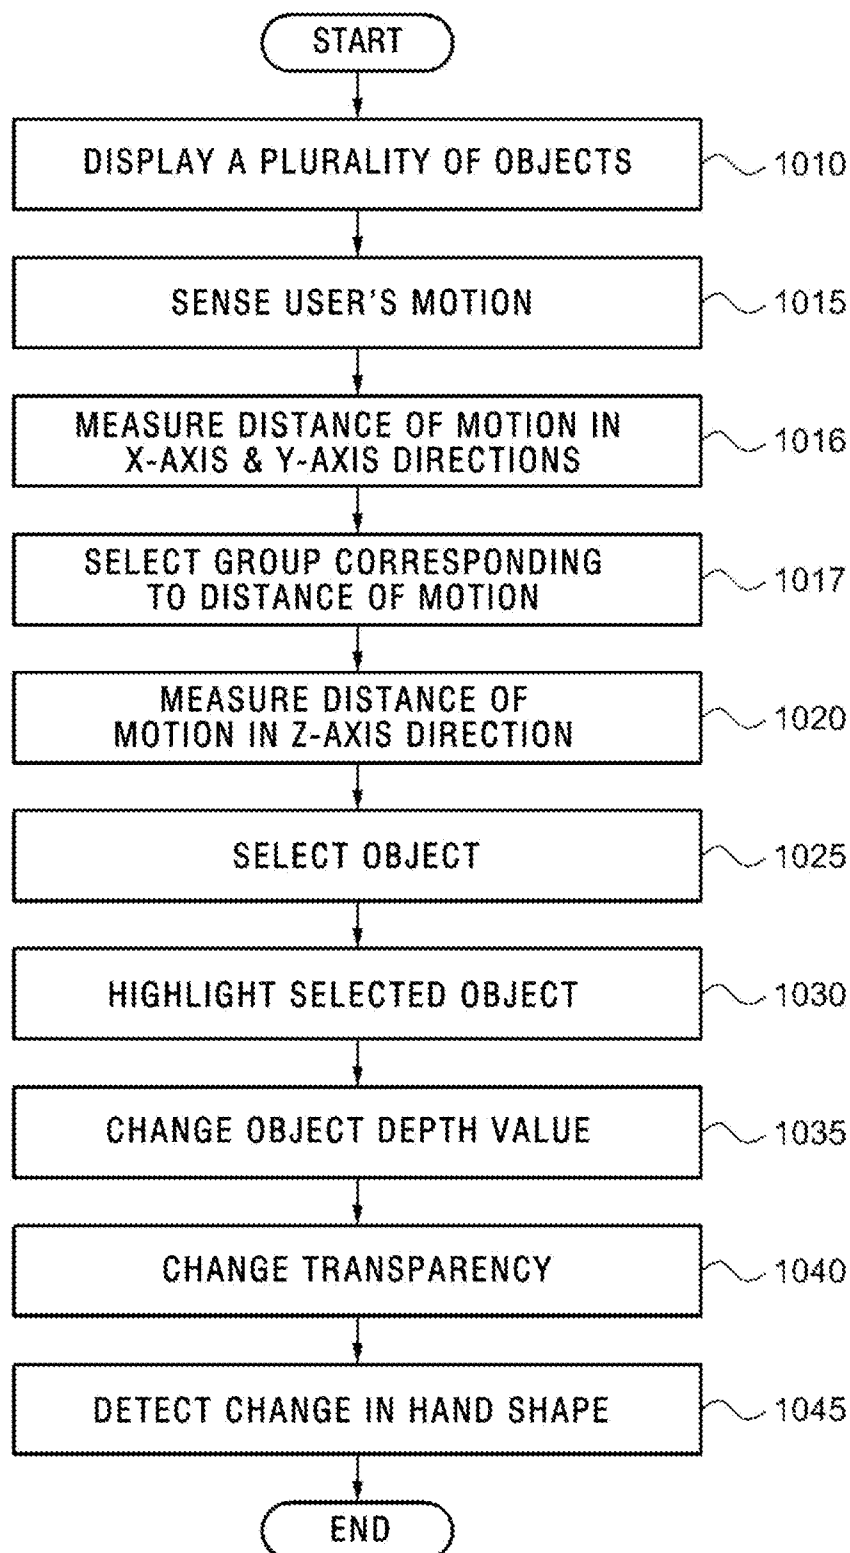 START
DISPLAY A PLURALITY OF OBJECTS
1010
SENSE USER'S MOTION
1015
MEASURE DISTANCE OF MOTION IN
X-AXIS & Y-AXIS DIRECTIONS
1016
SELECT GROUP CORRESPONDING
TO DISTANCE OF MOTION
1017
MEASURE DISTANCE OF
MOTION IN Z-AXIS DIRECTION
1020
SELECT OBJECT
1025
HIGHLIGHT SELECTED OBJECT
1030
CHANGE OBJECT DEPTH VALUE
1035
CHANGE TRANSPARENCY
1040
DETECT CHANGE IN HAND SHAPE
1045
END